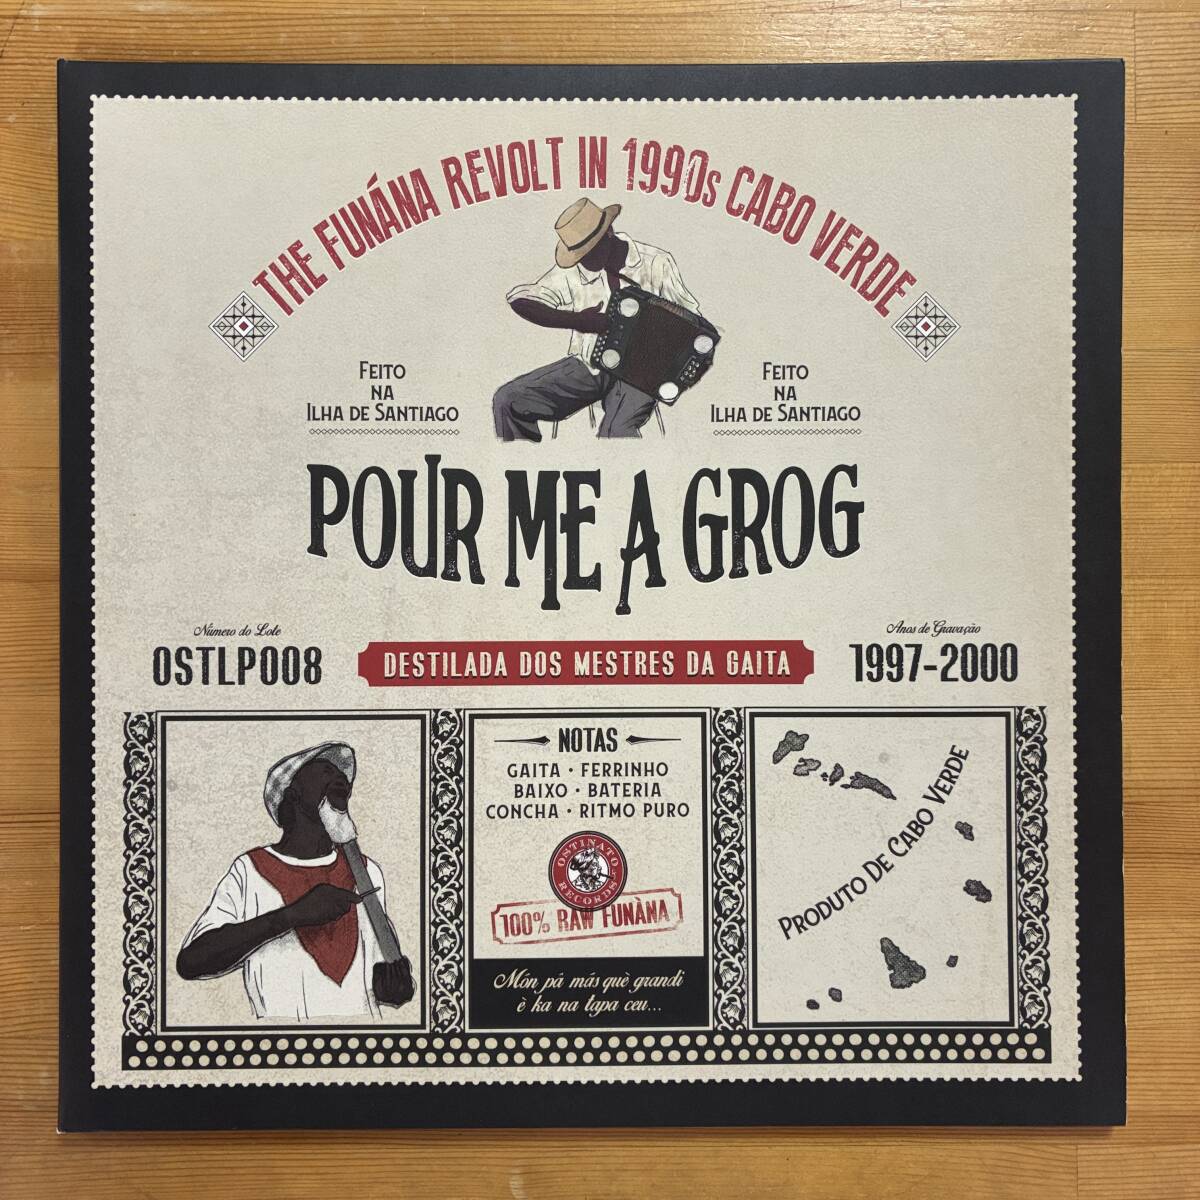 THE FUNÁNA REVOLT IN 1990s CABO VERDE
FEITO
NA
ILHA DE SANTIAGO
FEITO
NA
ILHA DE SANTIAGO
POUR ME A GROG
Número do Lote
OSTLP008
DESTILADA DOS MESTRES DA GAITA
Anos de Gravação
1997-2000
NOTAS
GAITA • FERRINHO
BAIXO • BATERIA
CONCHA • RITMO PURO
OSTINATO
RECORDS
100% RAW FUNÀNA
Món pâ más què grandi
è ka na tapa ceu...
PRODUTO DE CABO VERDE